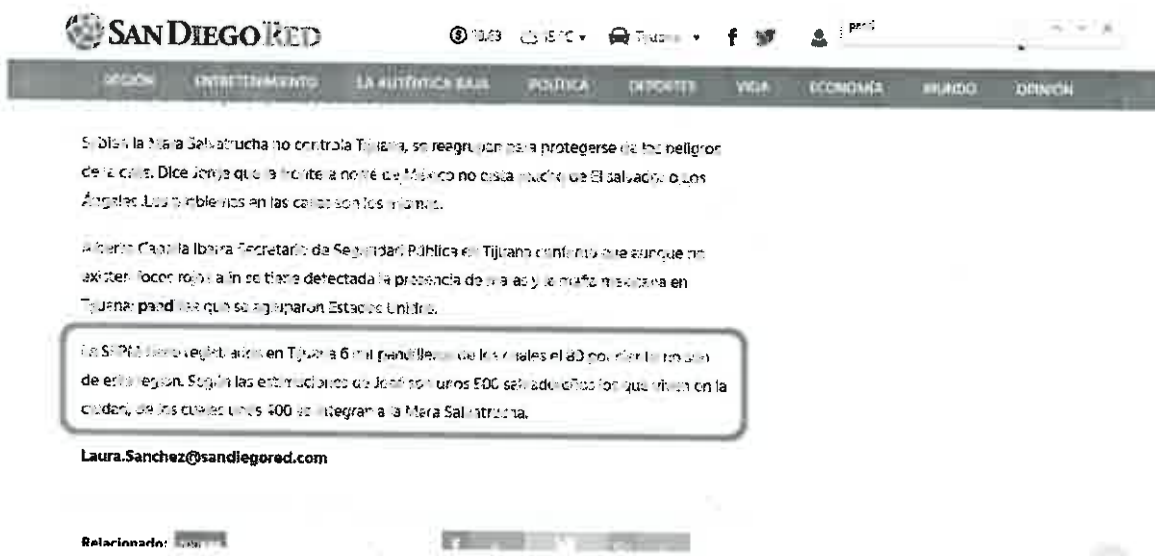 SAN DIEGO RED
REGIÓN ENTRETENIMIENTO LA AUTÉNTICA BAJA POLÍTICA DEPORTES VIDA ECONOMÍA MUNDO OPINIÓN
Si bien la Mara Salvatrucha no controla Tijuana, se reagrupan para protegerse de los peligros
de la calle. Dice Jorge que la frontera norte de México no dista mucho de El salvador o Los
Ángeles. Los problemas en las calles son los mismos.
Alberto Capella Ibarra Secretario de Seguridad Pública en Tijuana confirmó que aunque no
existen focos rojos sí se tiene detectada la presencia de maras y la mafia mexicana en
Tijuana: pandillas que se agruparon Estados Unidos.
La SSPM tiene registrados en Tijuana 6 mil pandilleros de los cuales el 80 por ciento no son
de esta región. Según las estimaciones de José son unos 500 salvadoreños los que viven en la
ciudad, de los cuales unos 400 se integran a la Mara Salvatrucha.
Laura.Sanchez@sandiegored.com
Relacionado: